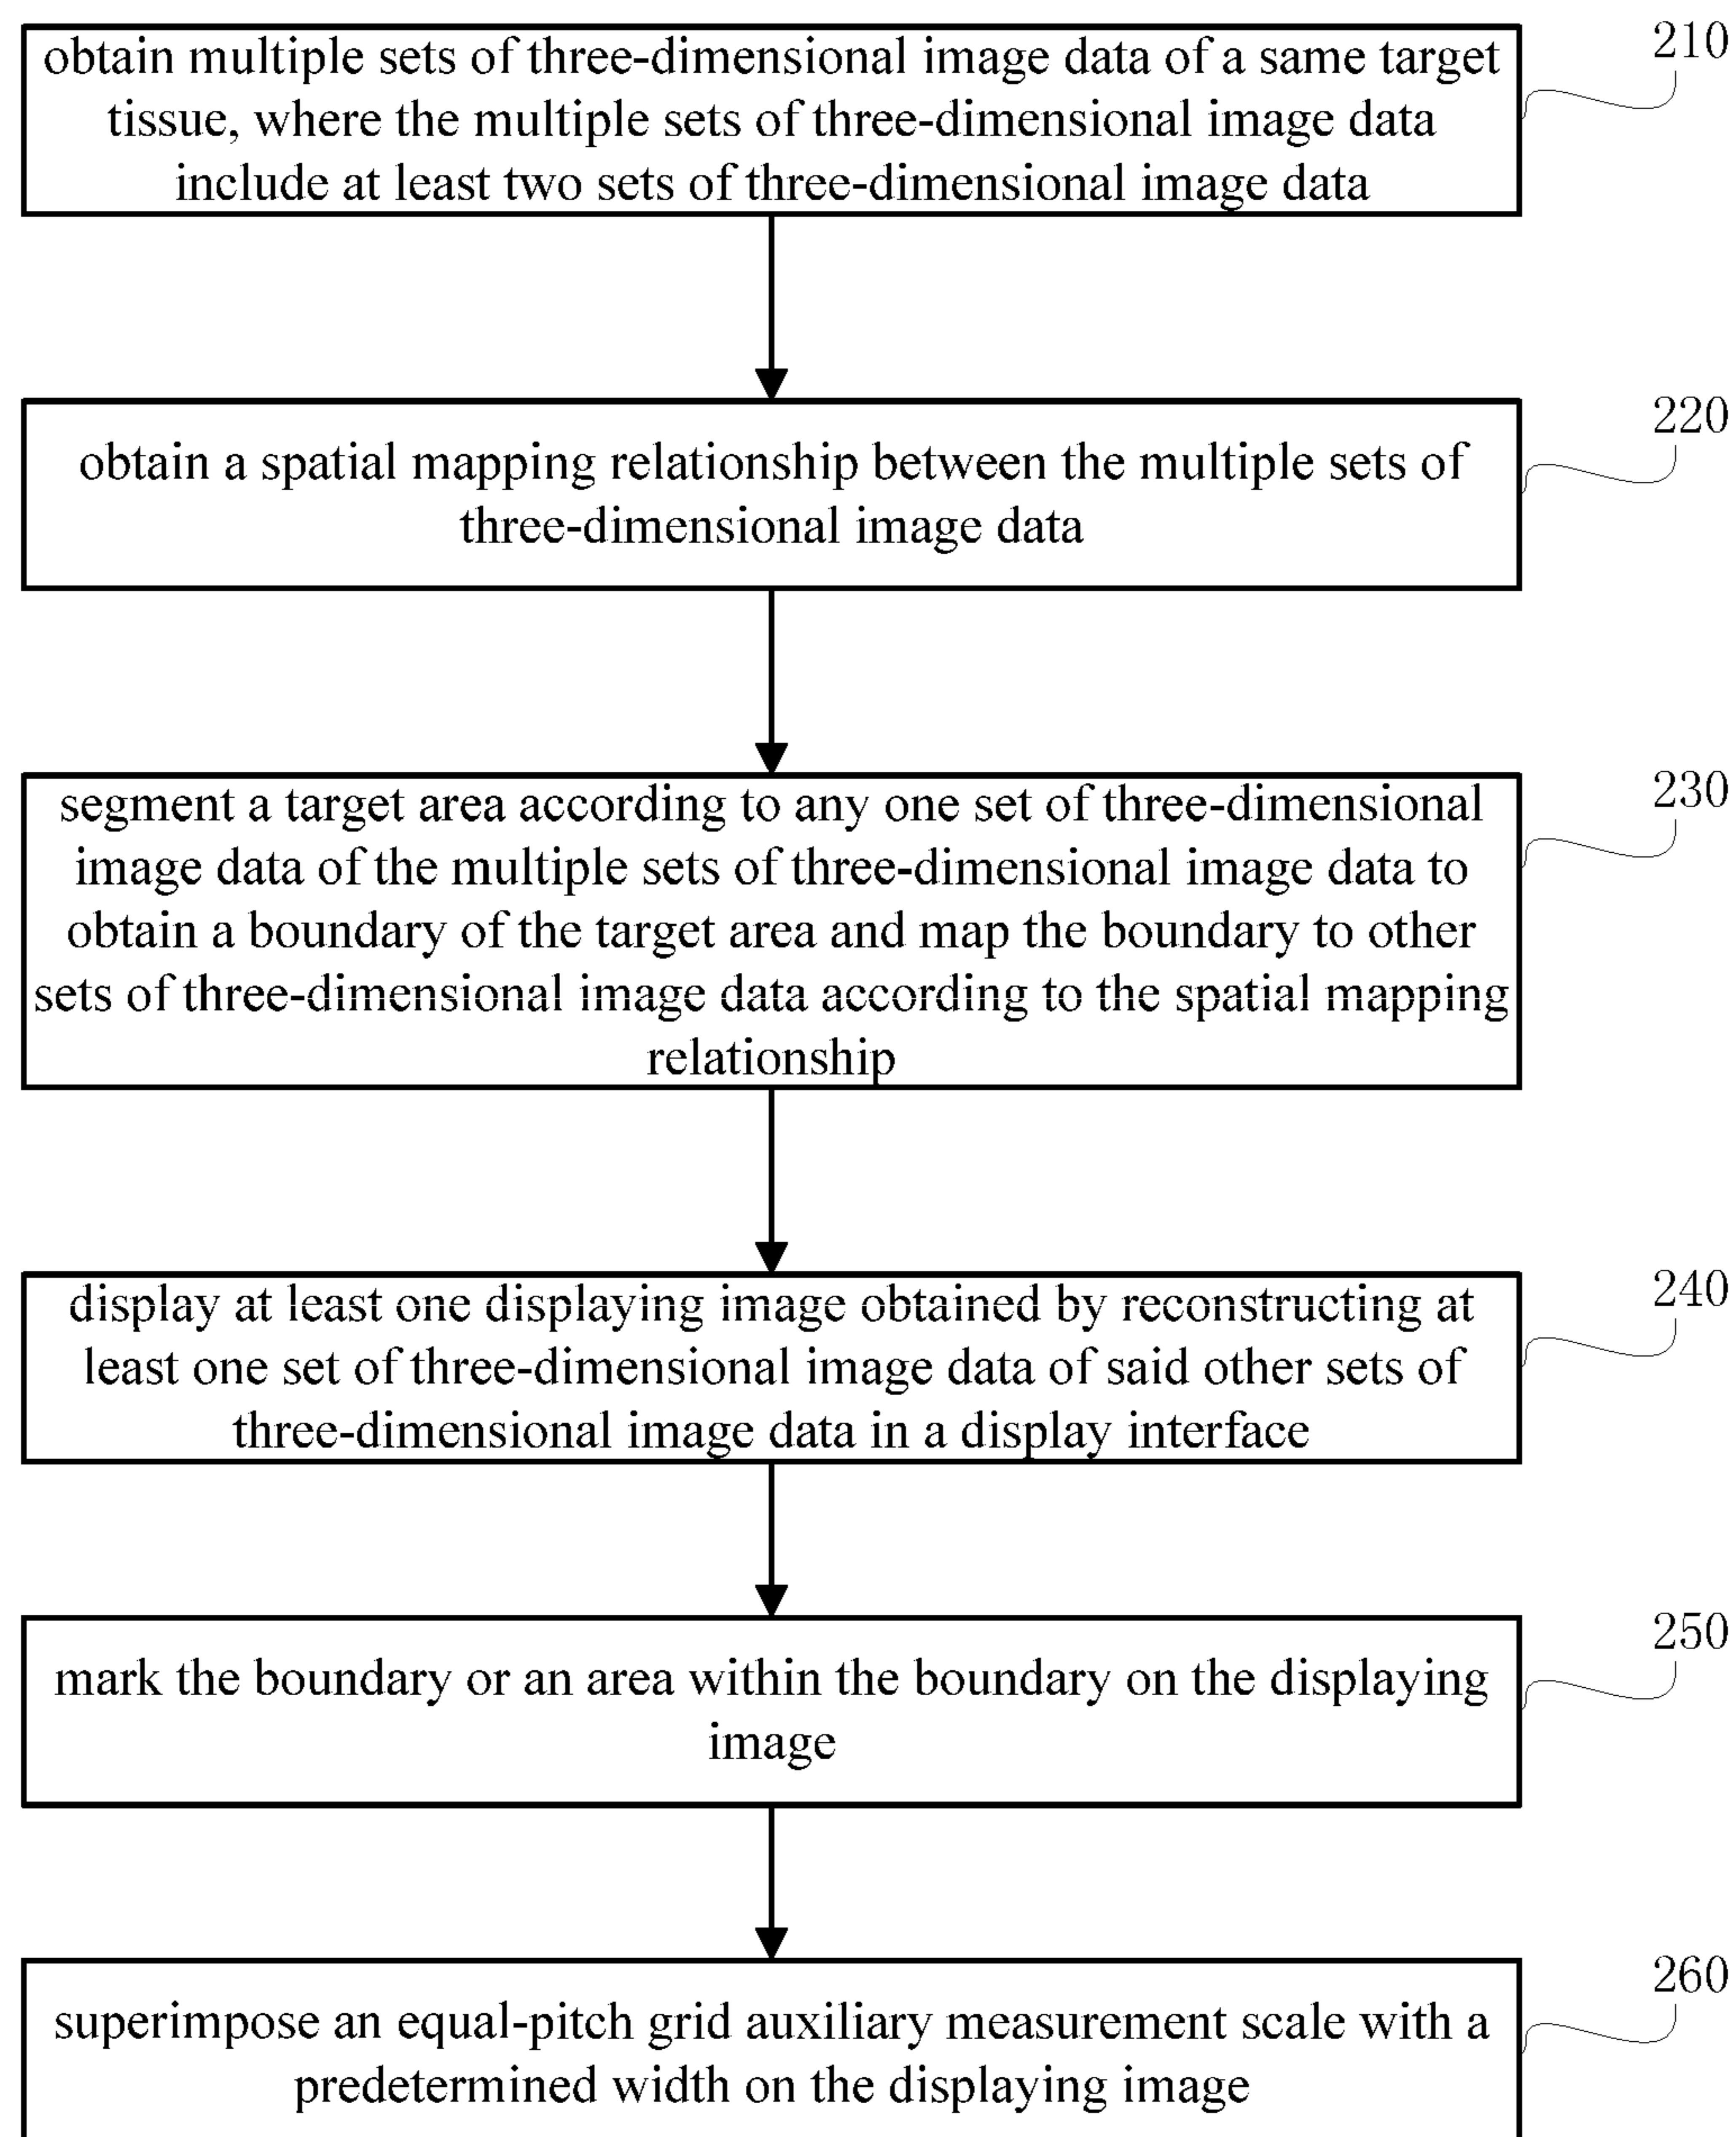 210
obtain multiple sets of three-dimensional image data of a same target
tissue, where the multiple sets of three-dimensional image data
include at least two sets of three-dimensional image data
220
obtain a spatial mapping relationship between the multiple sets of
three-dimensional image data
230
segment a target area according to any one set of three-dimensional
image data of the multiple sets of three-dimensional image data to
obtain a boundary of the target area and map the boundary to other
sets of three-dimensional image data according to the spatial mapping
relationship
240
display at least one displaying image obtained by reconstructing at
least one set of three-dimensional image data of said other sets of
three-dimensional image data in a display interface
250
mark the boundary or an area within the boundary on the displaying
image
260
superimpose an equal-pitch grid auxiliary measurement scale with a
predetermined width on the displaying image